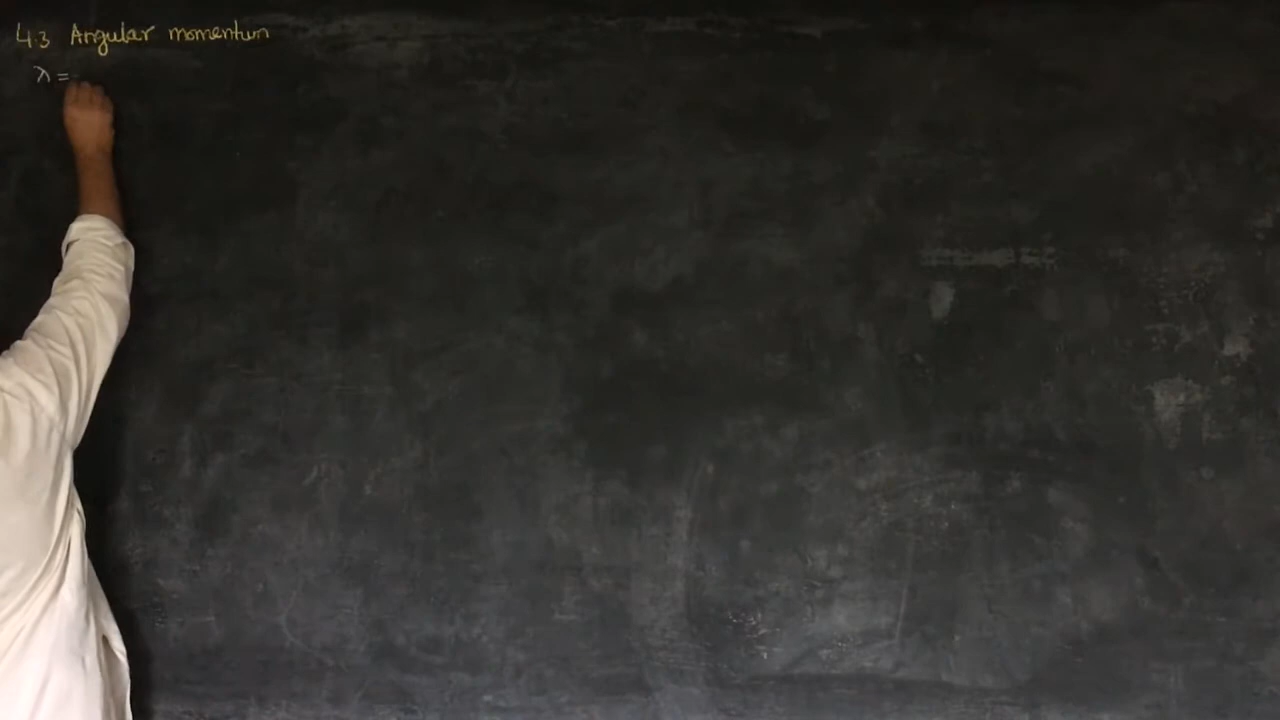 4.3 Angular momentum
λ =